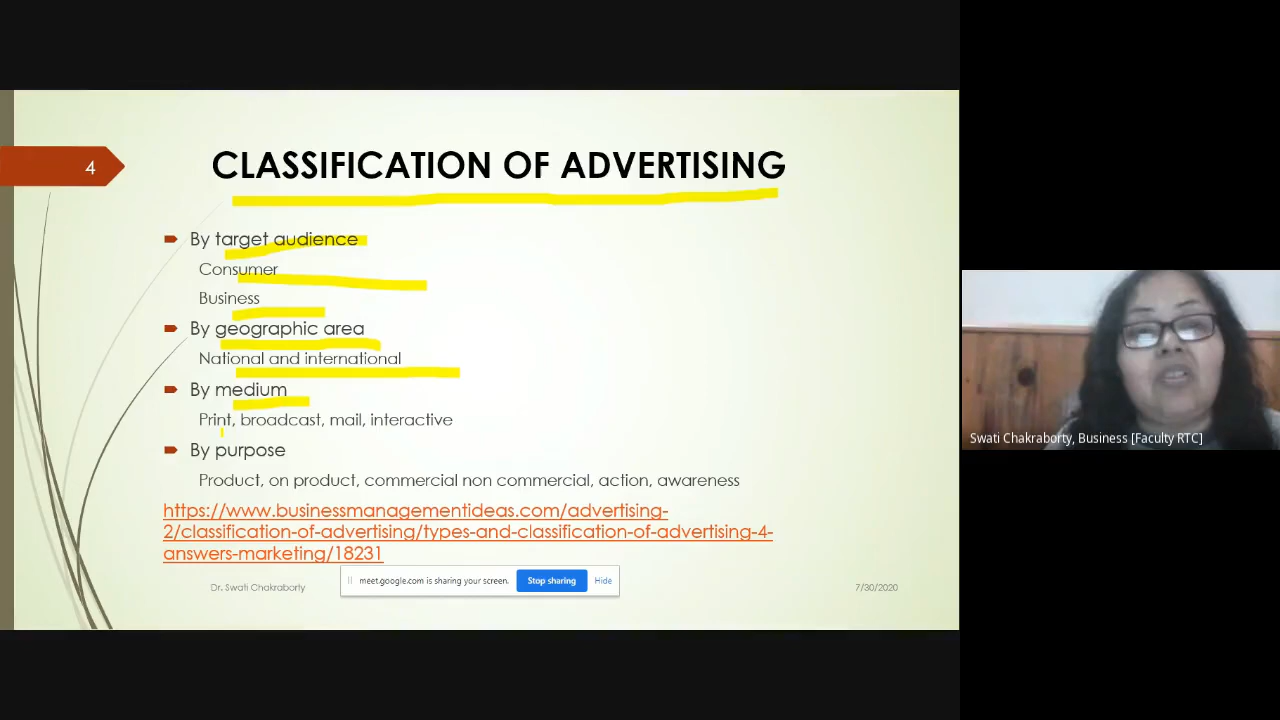 4
CLASSIFICATION OF ADVERTISING
By target audience
Consumer
Business
By geographic area
National and international
By medium
Print, broadcast, mail, interactive
By purpose
Product, on product, commercial non commercial, action, awareness
https://www.businessmanagementideas.com/advertising-
2/classification-of-advertising/types-and-classification-of-advertising-4-
answers-marketing/18231
meet.google.com is sharing your screen.
Stop sharing
Hide
Dr. Swati Chakraborty
7/30/2020
Swati Chakraborty, Business [Faculty RTC]